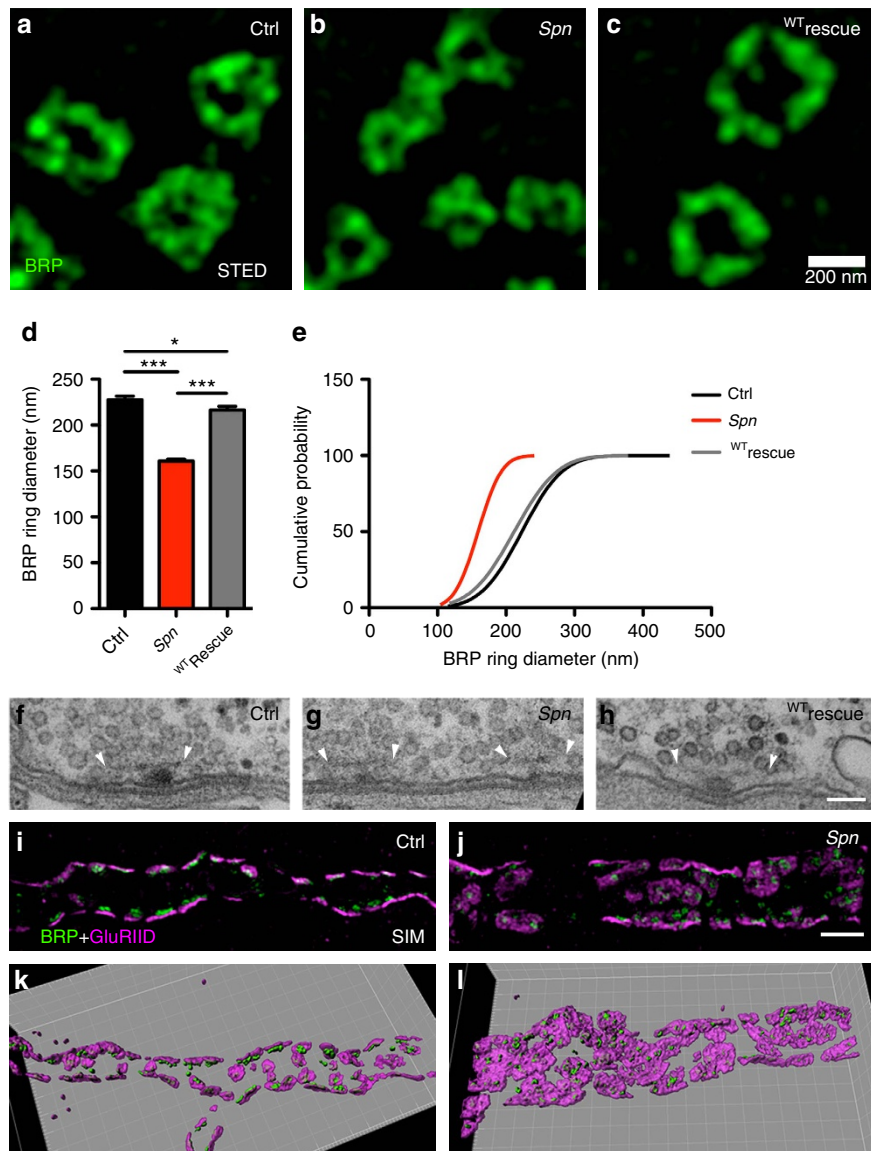 a Ctrl b Spn c WTrescue
BRP STED 200 nm
d e
*
***
***
250
200
150
100
50
0
BRP ring diameter (nm)
Ctrl Spn WTRescue
150
100
50
0
Cumulative probability
0 100 200 300 400 500
BRP ring diameter (nm)
Ctrl
Spn
WTrescue
f Ctrl g Spn h WTrescue
i Ctrl j Spn
BRP+GluRIID SIM
k l